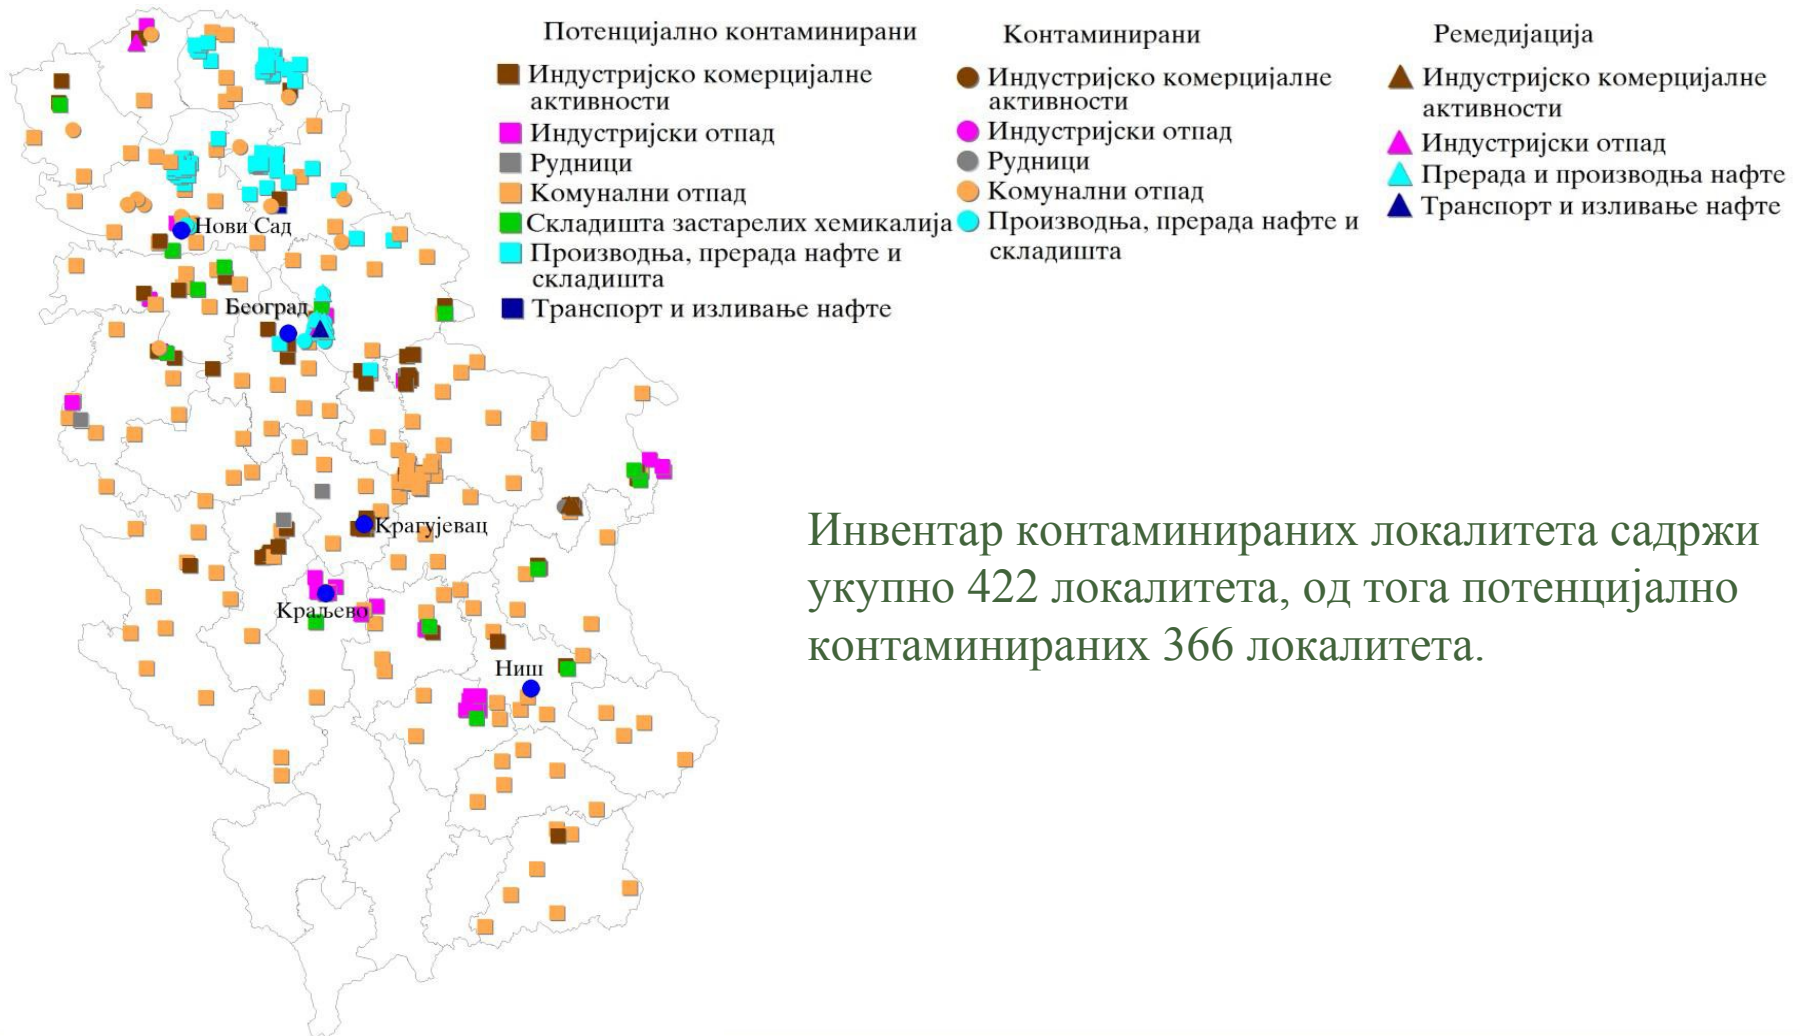 Потенцијално контаминирани
Индустријско комерцијалне
активности
Индустријски отпад
Рудници
Комунални отпад
Складишта застарелих хемикалија
Производња, прерада нафте и
складишта
Транспорт и изливање нафте
Контаминирани
Индустријско комерцијалне
активности
Индустријски отпад
Рудници
Комунални отпад
Производња, прерада нафте и
складишта
Ремедијација
Индустријско комерцијалне
активности
Индустријски отпад
Прерада и производња нафте
Транспорт и изливање нафте
Нови Сад
Београд
Крагујевац
Краљево
Ниш
Инвентар контаминираних локалитета садржи
укупно 422 локалитета, од тога потенцијално
контаминираних 366 локалитета.